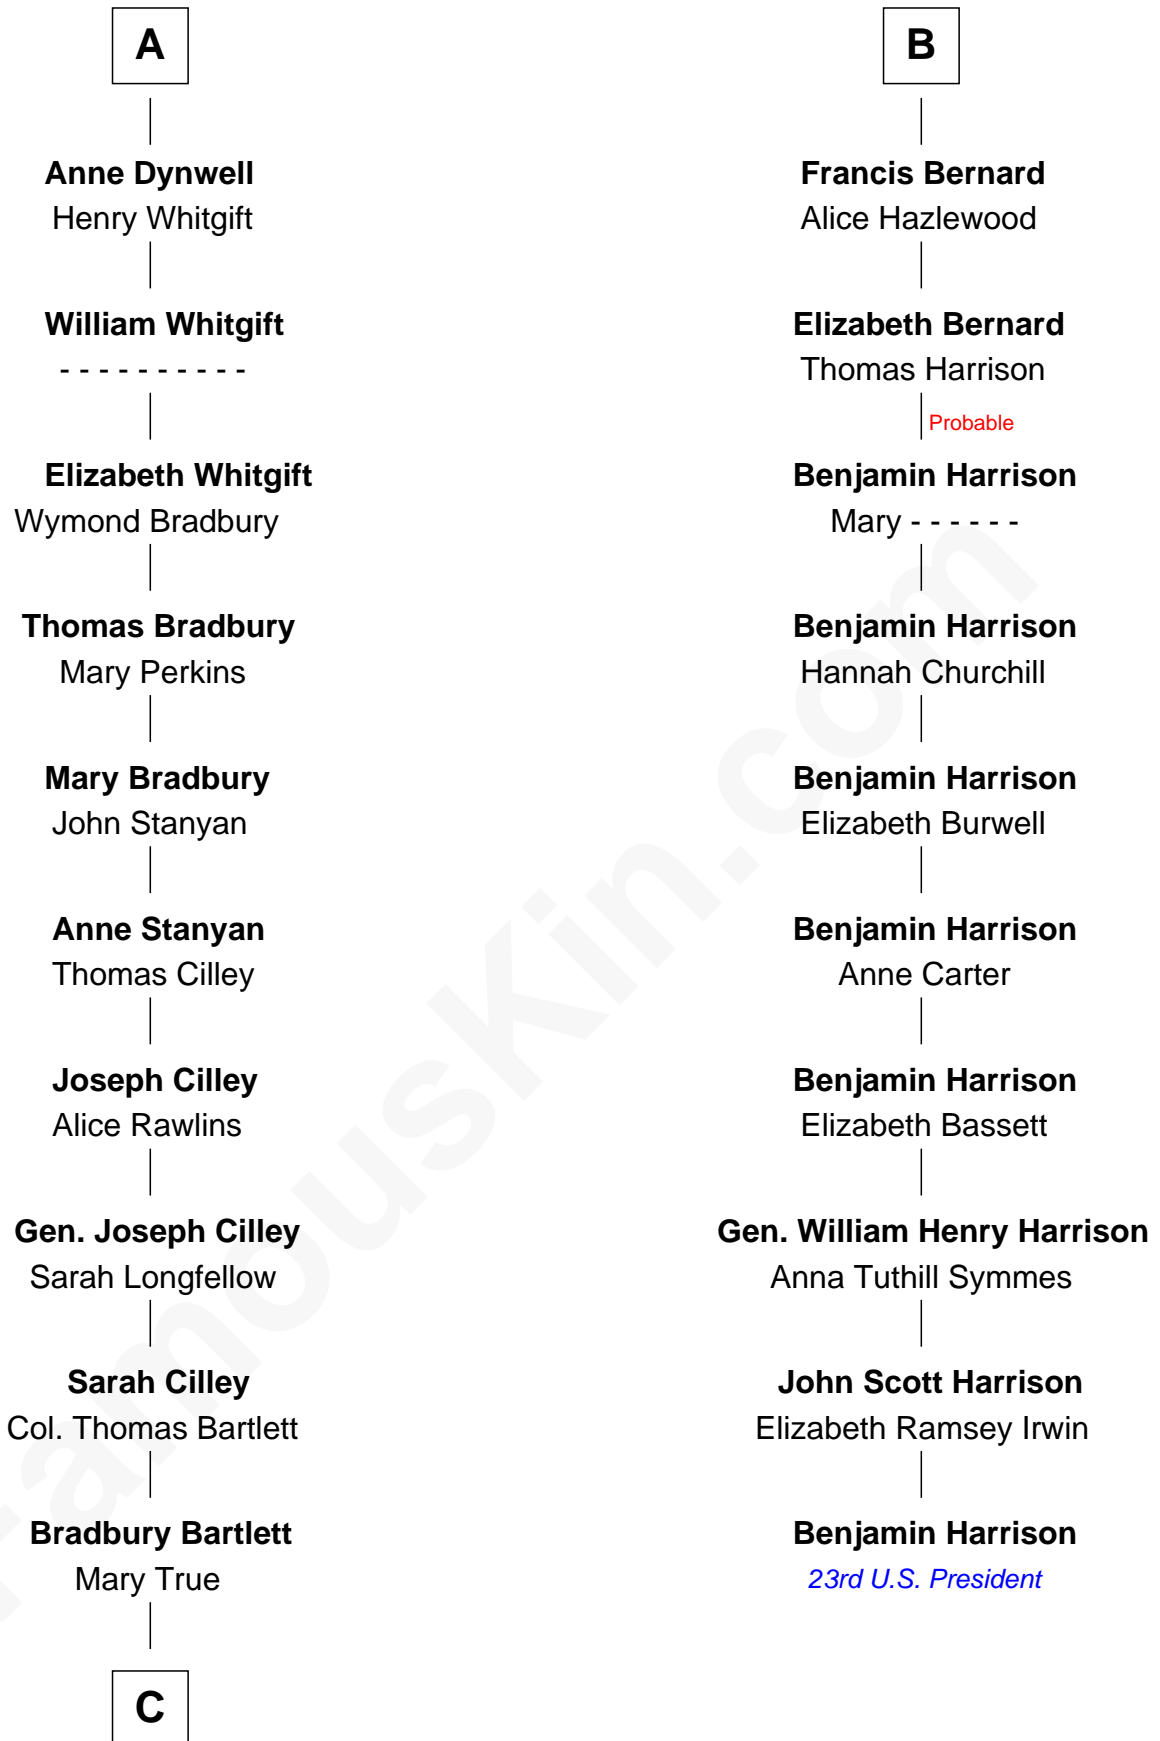 A
Anne Dynwell
Henry Whitgift
William Whitgift
- - - - - - - - - -
Elizabeth Whitgift
Wymond Bradbury
Thomas Bradbury
Mary Perkins
Mary Bradbury
John Stanyan
Anne Stanyan
Thomas Cilley
Joseph Cilley
Alice Rawlins
Gen. Joseph Cilley
Sarah Longfellow
Sarah Cilley
Col. Thomas Bartlett
Bradbury Bartlett
Mary True
C
B
Francis Bernard
Alice Hazlewood
Elizabeth Bernard
Thomas Harrison
Probable
Benjamin Harrison
Mary - - - - - -
Benjamin Harrison
Hannah Churchill
Benjamin Harrison
Elizabeth Burwell
Benjamin Harrison
Anne Carter
Benjamin Harrison
Elizabeth Bassett
Gen. William Henry Harrison
Anna Tuthill Symmes
John Scott Harrison
Elizabeth Ramsey Irwin
Benjamin Harrison
23rd U.S. President
FamousKin.com